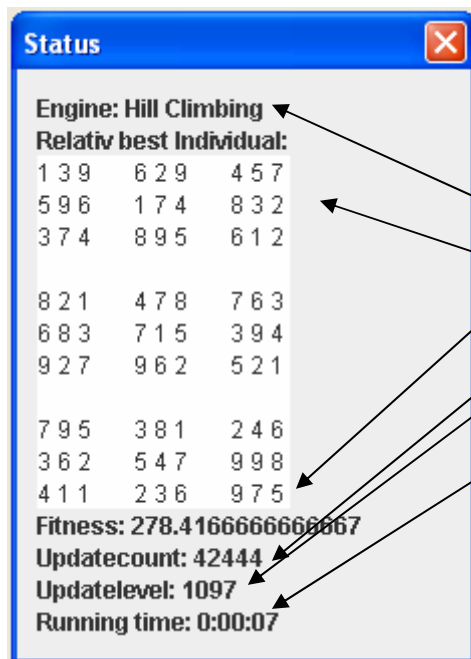 Status
Engine: Hill Climbing
Relativ best Individual:
1 3 9 6 2 9 4 5 7
5 9 6 1 7 4 8 3 2
3 7 4 8 9 5 6 1 2
8 2 1 4 7 8 7 6 3
6 8 3 7 1 5 3 9 4
9 2 7 9 6 2 5 2 1
7 9 5 3 8 1 2 4 6
3 6 2 5 4 7 9 9 8
4 1 1 2 3 6 9 7 5
Fitness: 278.4166666666667
Updatecount: 42444
Updatelevel: 1097
Running time: 0:00:07